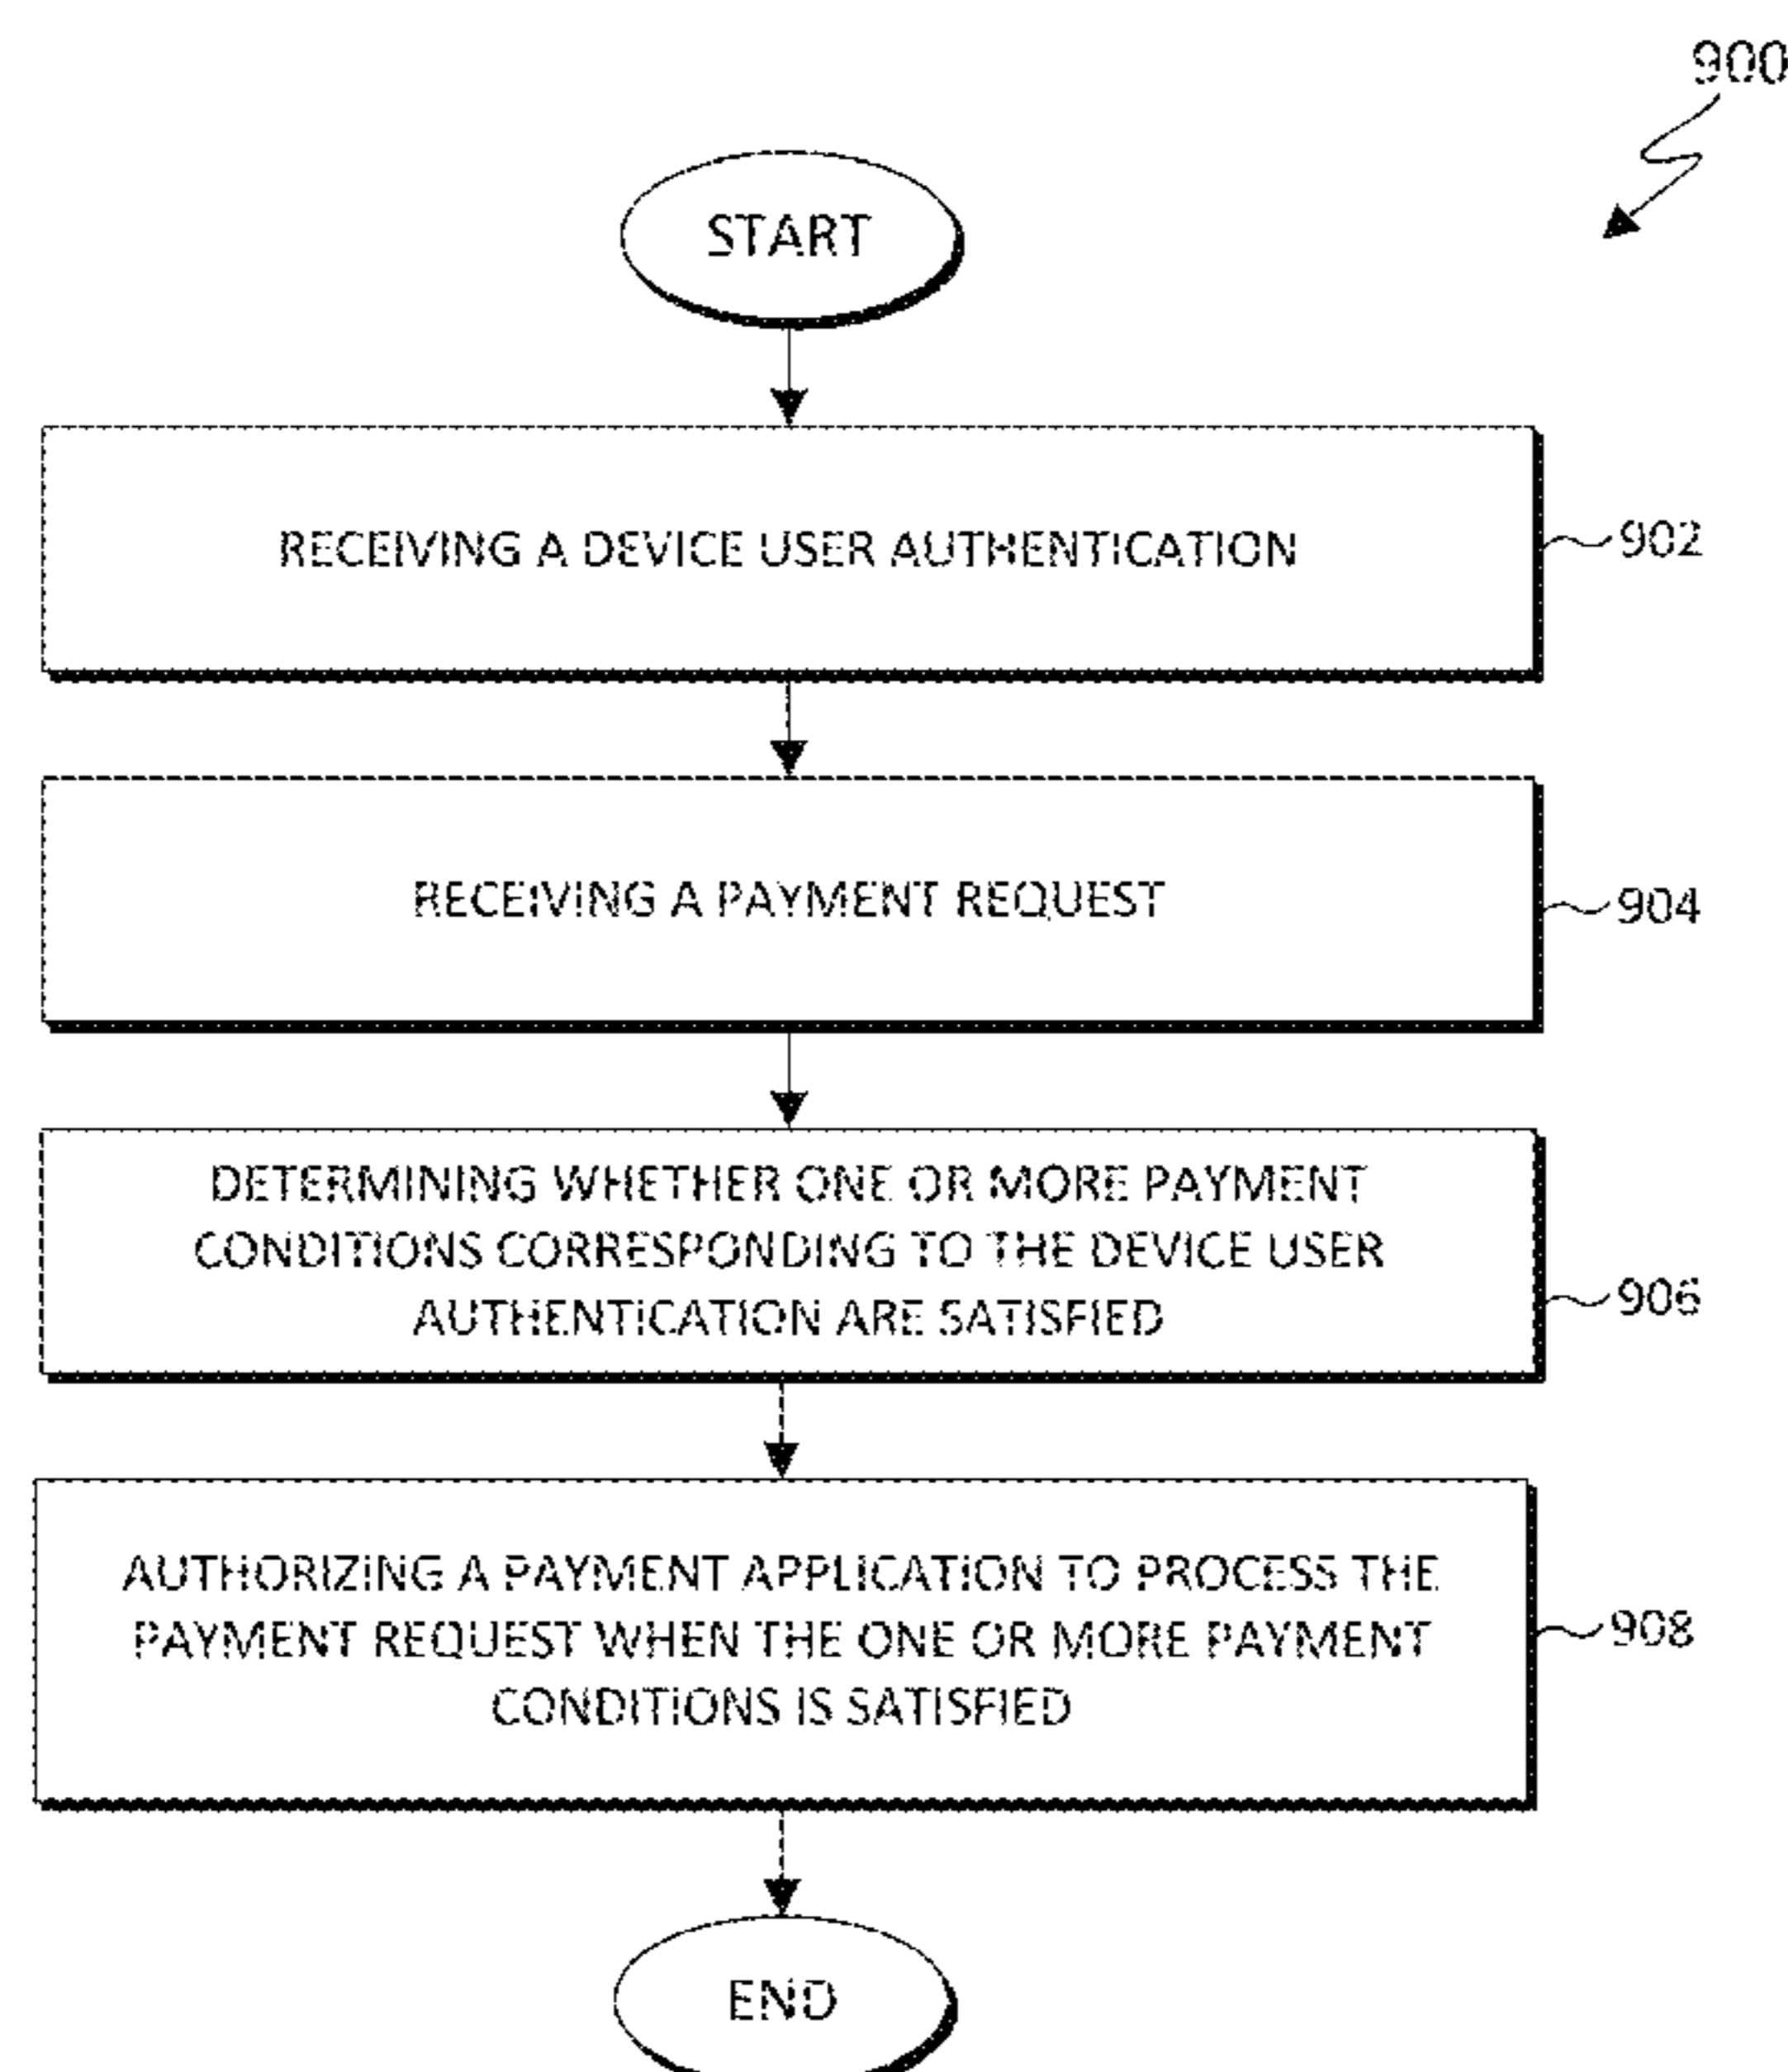 900
START
RECEIVING A DEVICE USER AUTHENTICATION
902
RECEIVING A PAYMENT REQUEST
904
DETERMINING WHETHER ONE OR MORE PAYMENT
CONDITIONS CORRESPONDING TO THE DEVICE USER
AUTHENTICATION ARE SATISFIED
906
AUTHORIZING A PAYMENT APPLICATION TO PROCESS THE
PAYMENT REQUEST WHEN THE ONE OR MORE PAYMENT
CONDITIONS IS SATISFIED
908
END